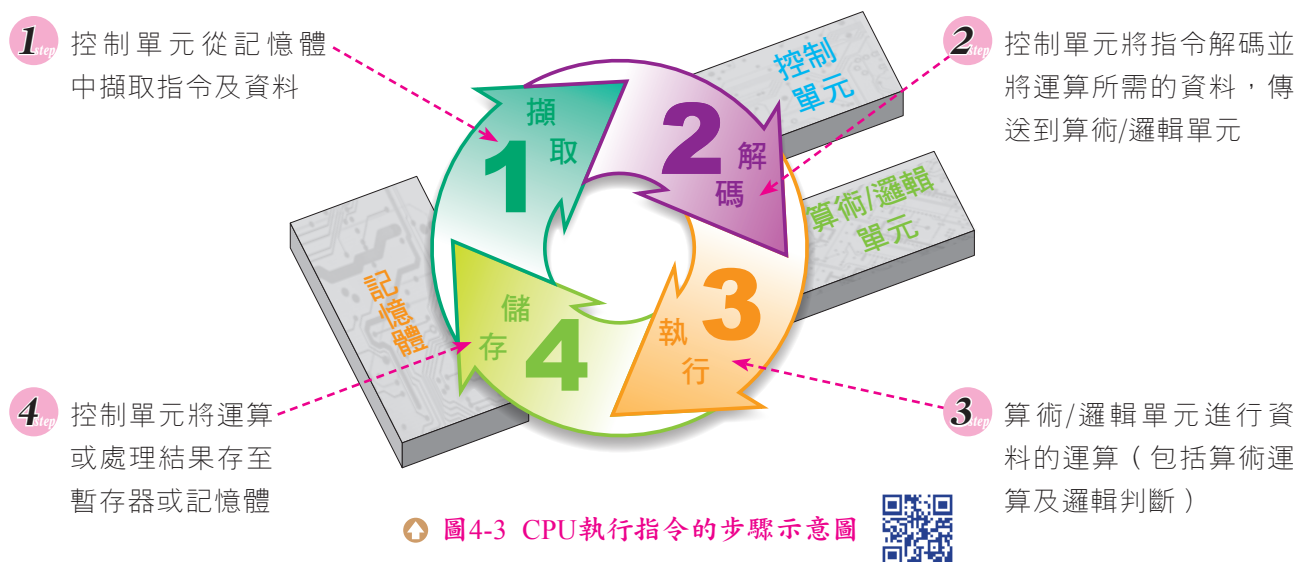 1 step
控制單元從記憶體
中擷取指令及資料
2 step
控制單元將指令解碼並
將運算所需的資料，傳
送到算術/邏輯單元
控制
單元
算術/邏輯
單元
記憶體
1
擷取
2
解碼
3
執行
4
儲存
4 step
控制單元將運算
或處理結果存至
暫存器或記憶體
3 step
算術/邏輯單元進行資
料的運算（包括算術運
算及邏輯判斷）
圖4-3 CPU執行指令的步驟示意圖